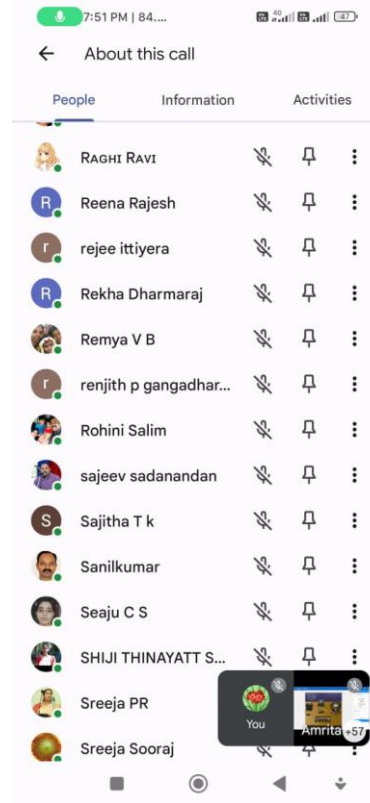 7:51 PM | 84....
4G
47
About this call
People Information Activities
RAGHI RAVI
R Reena Rajesh
r rejee ittiyera
R Rekha Dharmaraj
Remya V B
r renjith p gangadhar...
Rohini Salim
sajeev sadanandan
S Sajitha T k
Sanilkumar
Seaju C S
SHIJI THINAYATT S...
Sreeja PR
You Amrita +57
Sreeja Sooraj